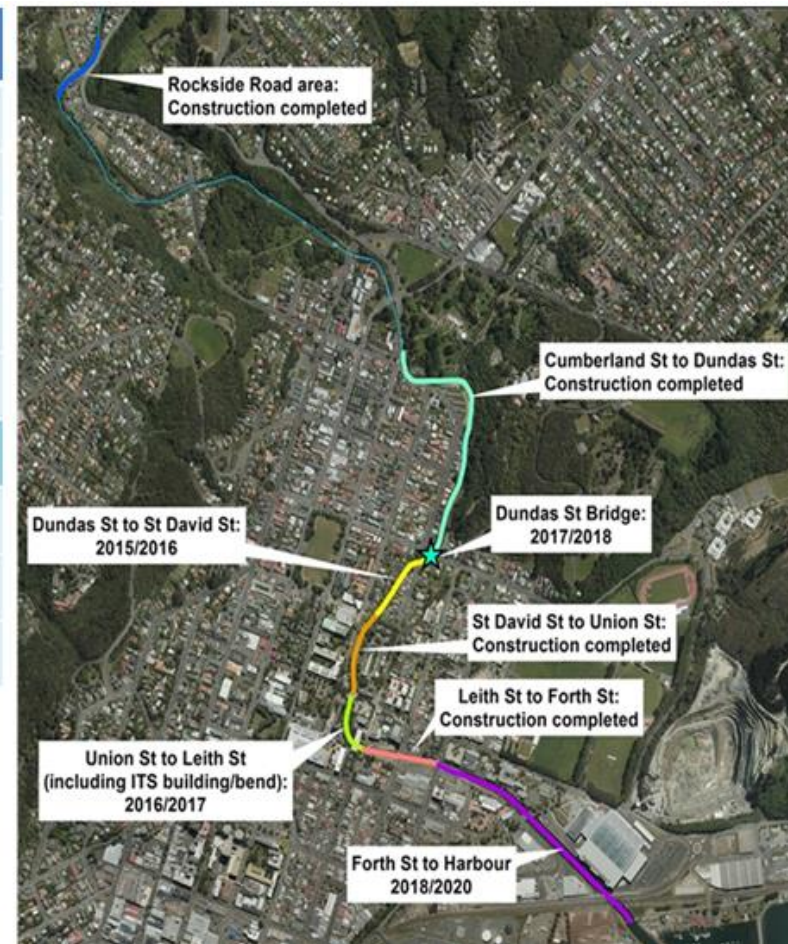 Rockside Road area:
Construction completed
Cumberland St to Dundas St:
Construction completed
Dundas St to St David St:
2015/2016
Dundas St Bridge:
2017/2018
St David St to Union St:
Construction completed
Leith St to Forth St:
Construction completed
Union St to Leith St
(including ITS building/bend):
2016/2017
Forth St to Harbour
2018/2020